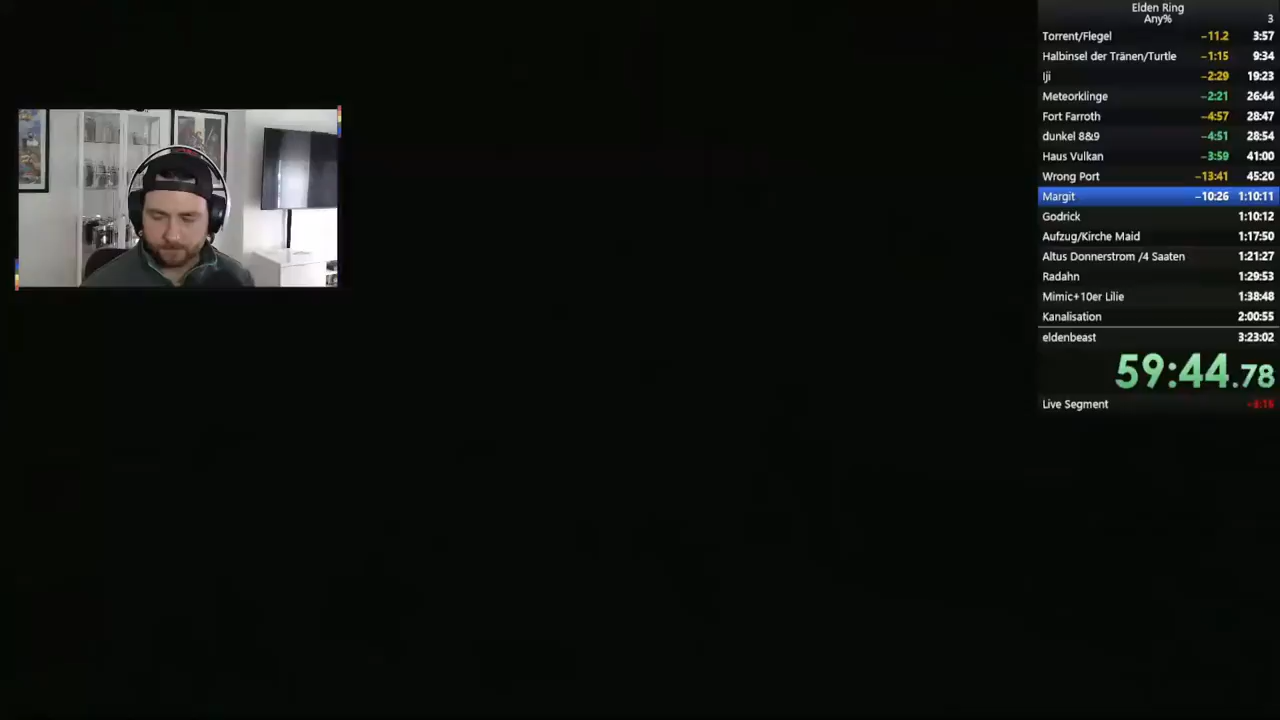 Elden Ring
Any%
3
Torrent/Flegel −11.2 3:57
Halbinsel der Tränen/Turtle −1:15 9:34
Iji −2:29 19:23
Meteorklinge −2:21 26:44
Fort Farroth −4:57 28:47
dunkel 8&9 −4:51 28:54
Haus Vulkan −3:59 41:00
Wrong Port −13:41 45:20
Margit −10:26 1:10:11
Godrick 1:10:12
Aufzug/Kirche Maid 1:17:50
Altus Donnerstrom /4 Saaten 1:21:27
Radahn 1:29:53
Mimic+10er Lilie 1:38:48
Kanalisation 2:00:55
eldenbeast 3:23:02
59:44.78
Live Segment